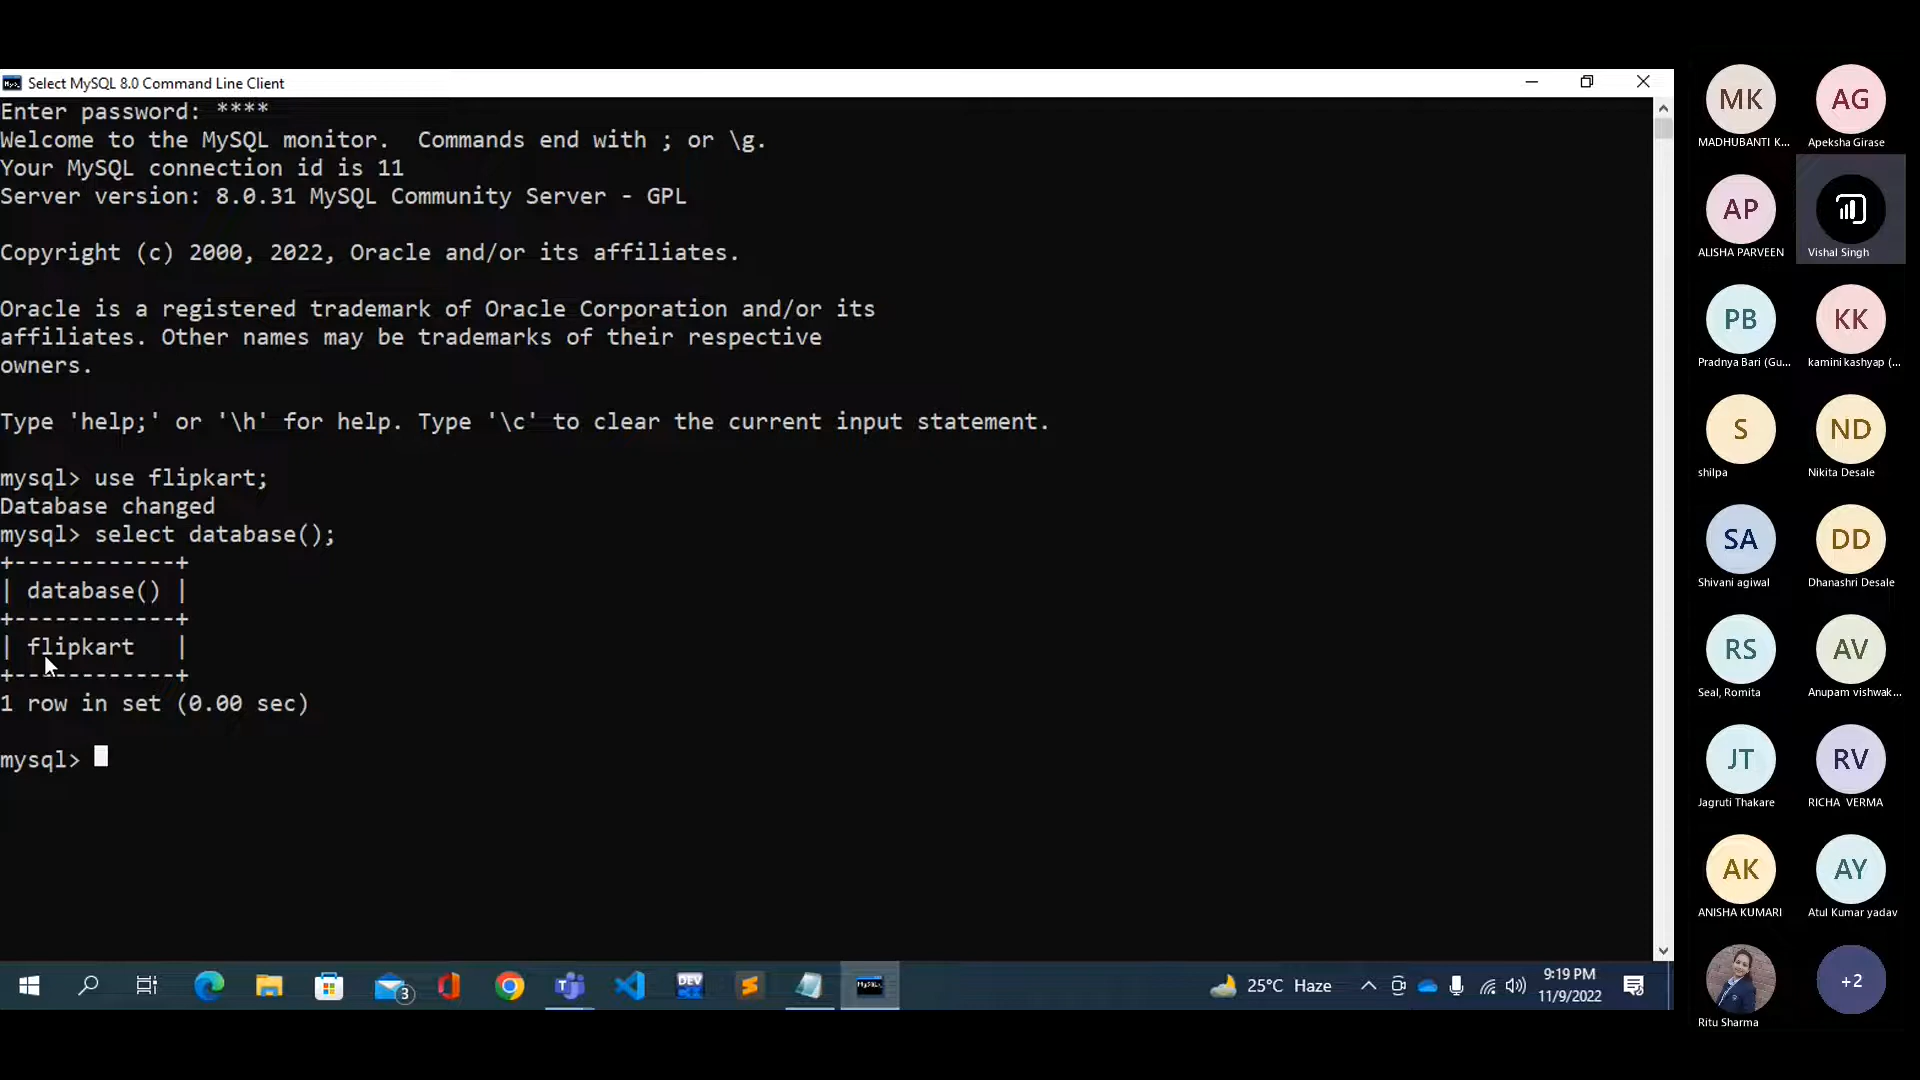 Select MySQL 8.0 Command Line Client
Enter password: ****
Welcome to the MySQL monitor.  Commands end with ; or \g.
Your MySQL connection id is 11
Server version: 8.0.31 MySQL Community Server - GPL
Copyright (c) 2000, 2022, Oracle and/or its affiliates.
Oracle is a registered trademark of Oracle Corporation and/or its
affiliates. Other names may be trademarks of their respective
owners.
Type 'help;' or '\h' for help. Type '\c' to clear the current input statement.
mysql> use flipkart;
Database changed
mysql> select database();
+------------+
| database() |
+------------+
| flipkart   |
+------------+
1 row in set (0.00 sec)
mysql>
MK
MADHUBANTI K...
AG
Apeksha Girase
AP
ALISHA PARVEEN
Vishal Singh
PB
Pradnya Bari (Gu...
KK
kamini kashyap (...
S
shilpa
ND
Nikita Desale
SA
Shivani agiwal
DD
Dhanashri Desale
RS
Seal, Romita
AV
Anupam vishwak...
JT
Jagruti Thakare
RV
RICHA VERMA
AK
ANISHA KUMARI
AY
Atul Kumar yadav
Ritu Sharma
+2
3
DEV
MySQL
25°C Haze
9:19 PM
11/9/2022